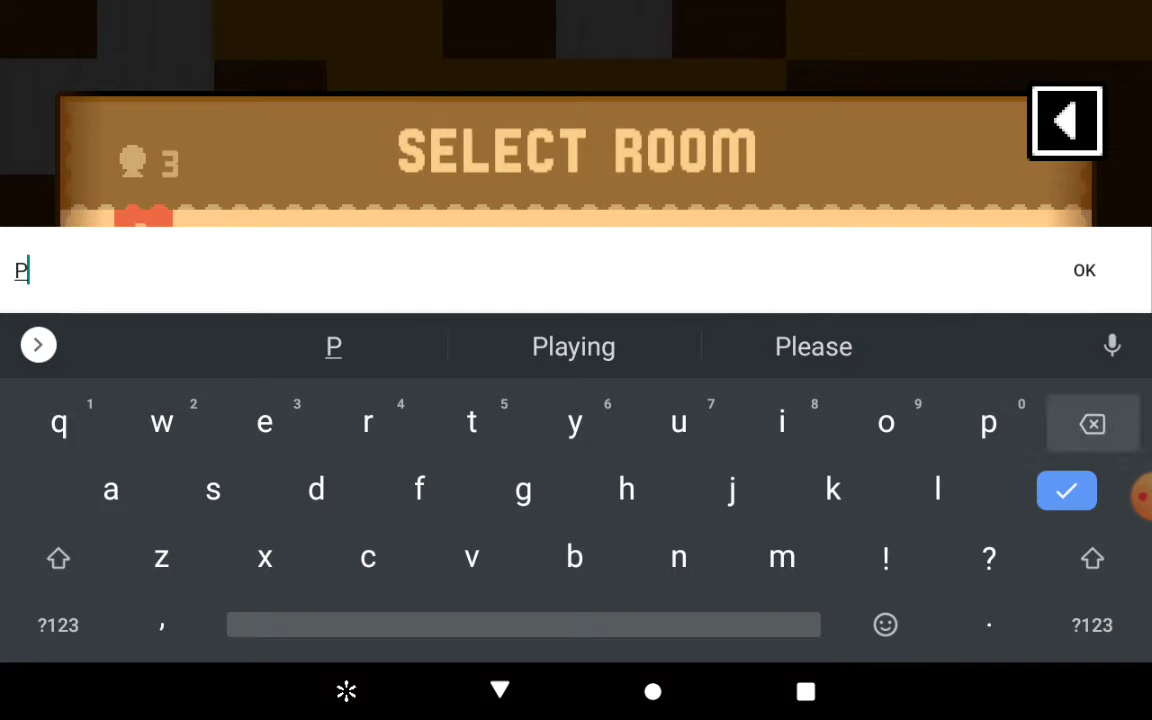 SELECT ROOM
3
P
OK
P Playing Please
1 2 3 4 5 6 7 8 9 0
q w e r t y u i o p
a s d f g h j k l
z x c v b n m ! ?
?123 , . ?123